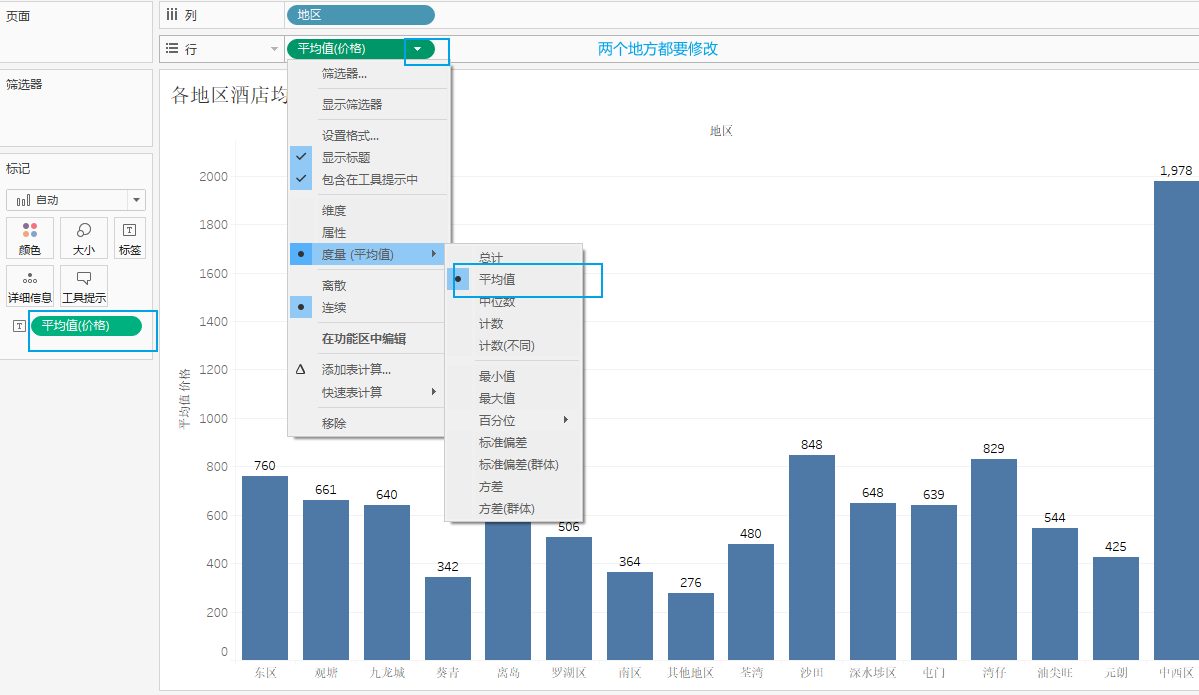 页面
列
地区
行
平均值(价格)
两个地方都要修改
筛选器
标记
自动
颜色
大小
标签
详细信息
工具提示
平均值(价格)
筛选器...
显示筛选器
设置格式...
显示标题
包含在工具提示中
维度
属性
度量 (平均值)
离散
连续
在功能区中编辑
添加表计算...
快速表计算
移除
总计
平均值
中位数
计数
计数(不同)
最小值
最大值
百分位
标准偏差
标准偏差(群体)
方差
方差(群体)
各地区酒店均
地区
平均值 价格
2000
1800
1600
1400
1200
1000
800
600
400
200
0
760
661
640
342
506
364
276
480
848
648
639
829
544
425
1,978
东区
观塘
九龙城
葵青
离岛
罗湖区
南区
其他地区
荃湾
沙田
深水埗区
屯门
湾仔
油尖旺
元朗
中西区